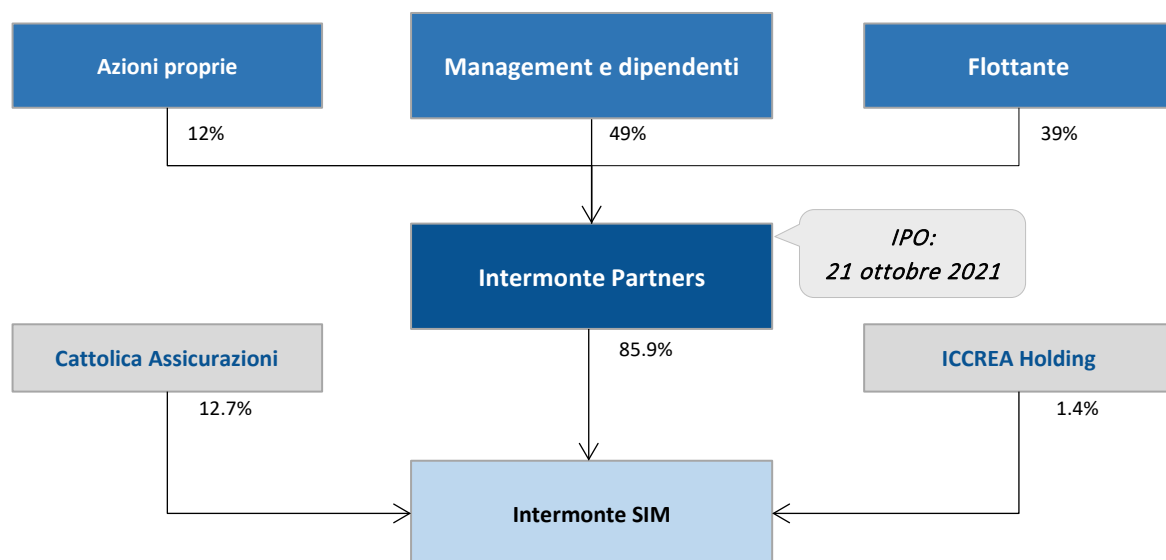 Azioni proprie
Management e dipendenti
Flottante
12%
49%
39%
IPO:
21 ottobre 2021
Intermonte Partners
Cattolica Assicurazioni
85.9%
ICCREA Holding
12.7%
1.4%
Intermonte SIM